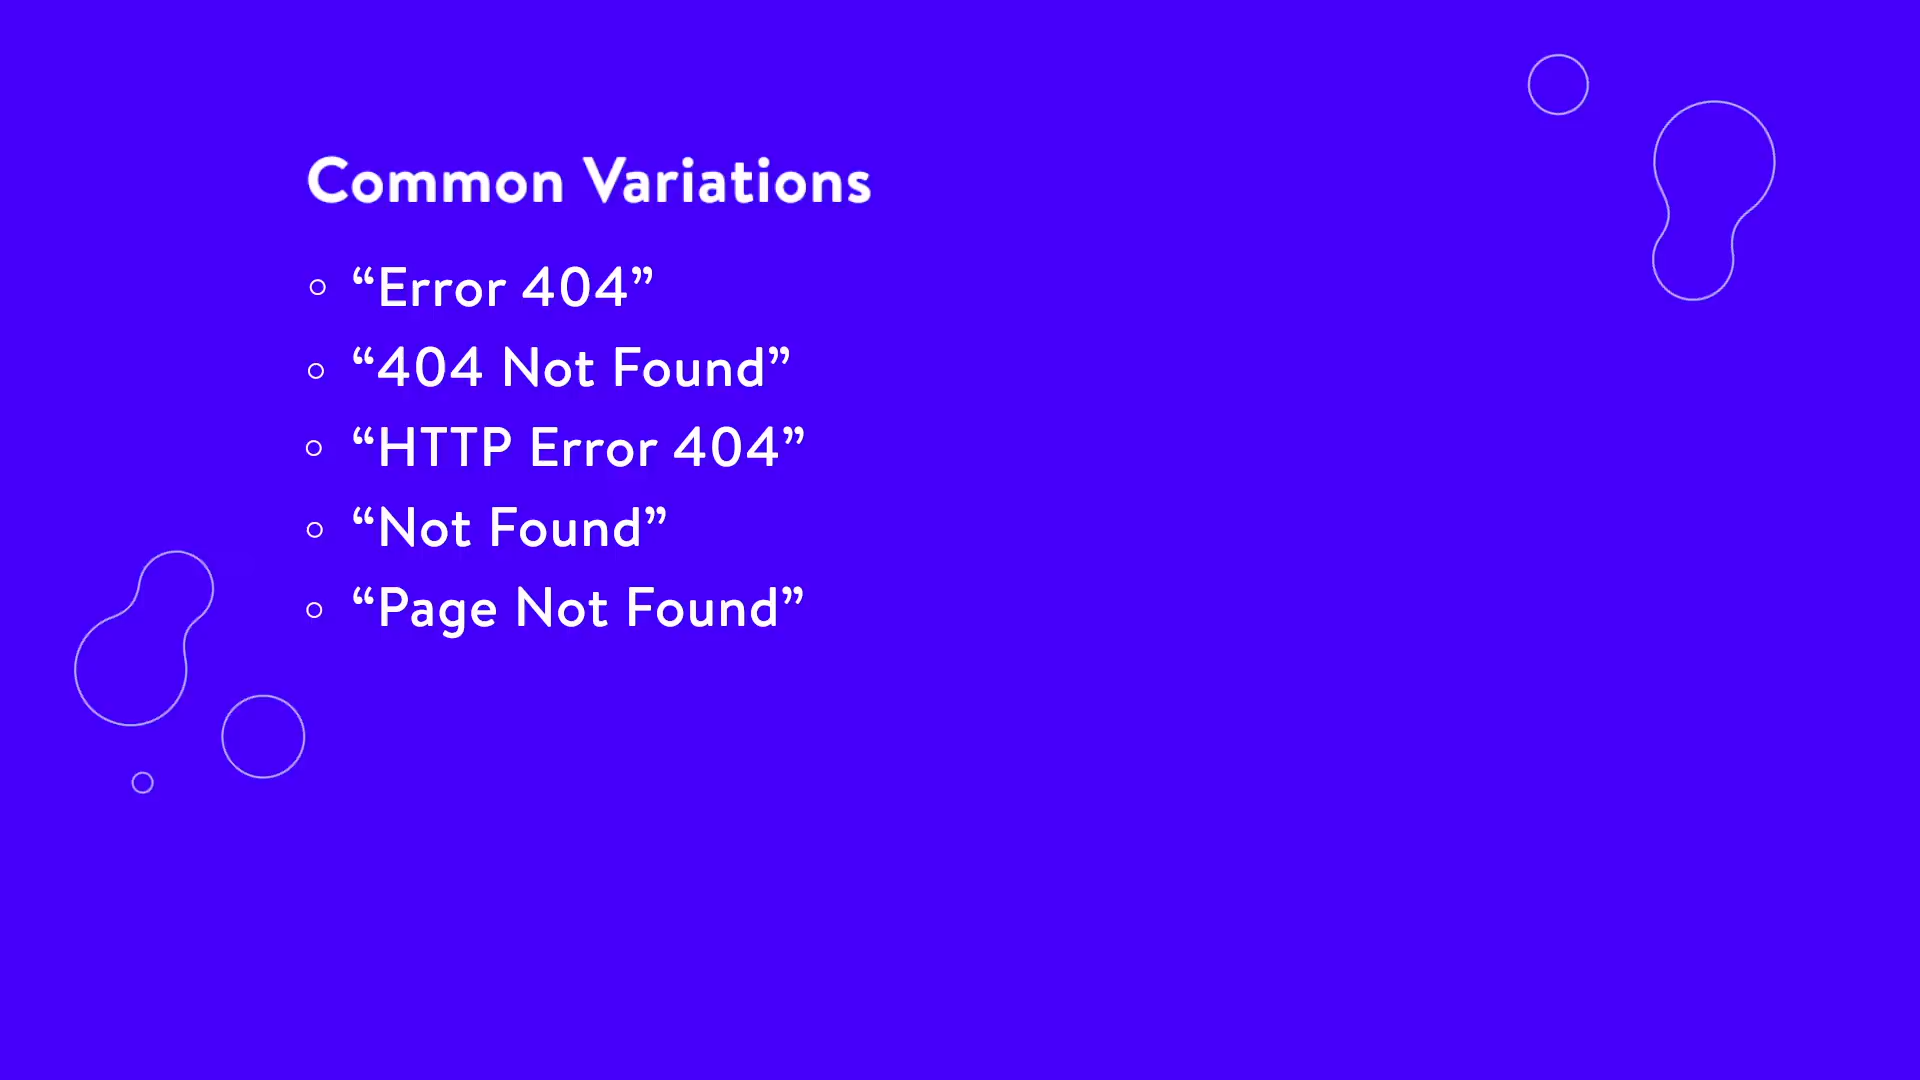 Common Variations
“Error 404”
“404 Not Found”
“HTTP Error 404”
“Not Found”
“Page Not Found”